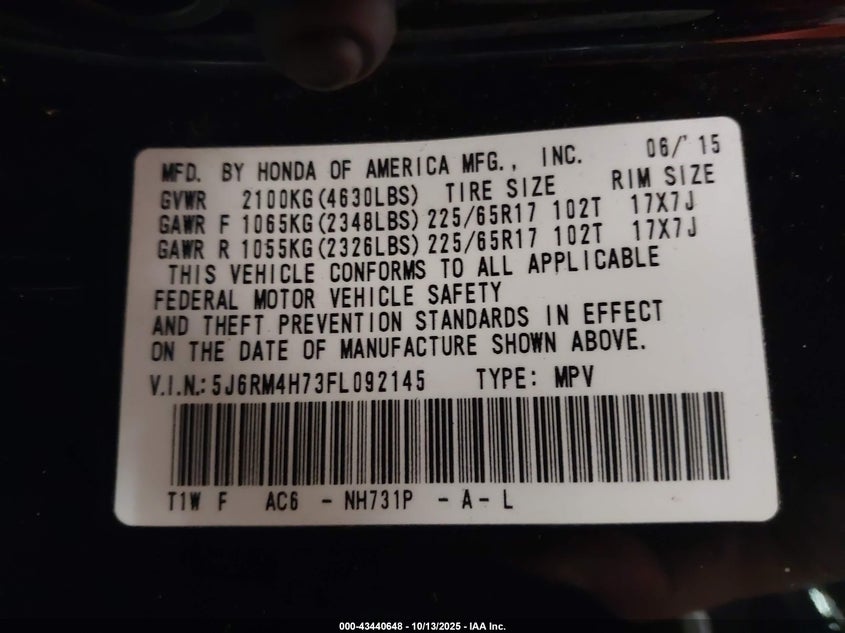 MFD. BY HONDA OF AMERICA MFG., INC. 06/'15
GVWR 2100KG(4630LBS) TIRE SIZE RIM SIZE
GAWR F 1065KG(2348LBS) 225/65R17 102T 17X7J
GAWR R 1055KG(2326LBS) 225/65R17 102T 17X7J
THIS VEHICLE CONFORMS TO ALL APPLICABLE
FEDERAL MOTOR VEHICLE SAFETY
AND THEFT PREVENTION STANDARDS IN EFFECT
ON THE DATE OF MANUFACTURE SHOWN ABOVE.
V.I.N.: 5J6RM4H73FL092145 TYPE: MPV
T1W F AC6 - NH731P - A - L
000-43440648 - 10/13/2025 - IAA Inc.